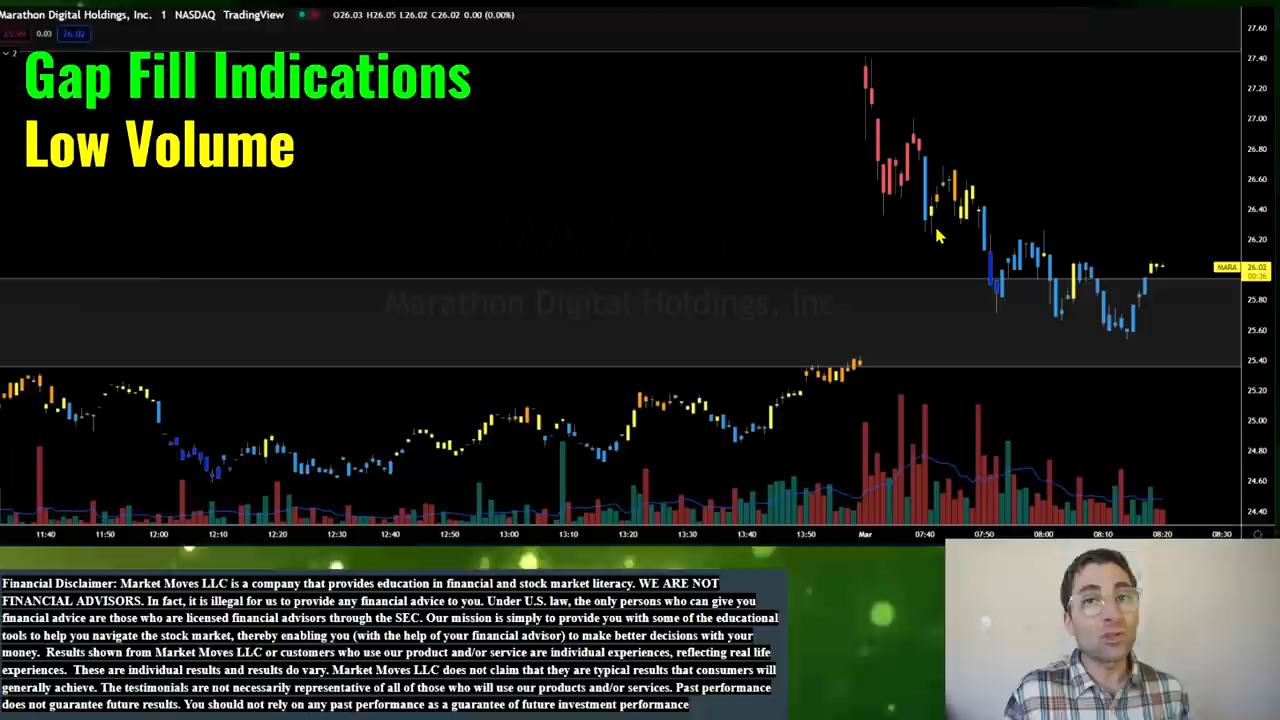 Marathon Digital Holdings, Inc. 1 NASDAQ TradingView O26.03 H26.05 L26.02 C26.02 0.00 (0.00%)
0.03 26.02
2
Gap Fill Indications
Low Volume
Marathon Digital Holdings, Inc.
27.60
27.40
27.20
27.00
26.80
26.60
26.40
26.20
MARA 26.02
00:36
25.80
25.60
25.40
25.20
25.00
24.80
24.60
24.40
11:40 11:50 12:00 12:10 12:20 12:30 12:40 12:50 13:00 13:10 13:20 13:30 13:40 13:50 Mar 07:40 07:50 08:00 08:10 08:20 08:30
Financial Disclaimer: Market Moves LLC is a company that provides education in financial and stock market literacy. WE ARE NOT
FINANCIAL ADVISORS. In fact, it is illegal for us to provide any financial advice to you. Under U.S. law, the only persons who can give you
financial advice are those who are licensed financial advisors through the SEC. Our mission is simply to provide you with some of the educational
tools to help you navigate the stock market, thereby enabling you (with the help of your financial advisor) to make better decisions with your
money. Results shown from Market Moves LLC or customers who use our product and/or service are individual experiences, reflecting real life
experiences. These are individual results and results do vary. Market Moves LLC does not claim that they are typical results that consumers will
generally achieve. The testimonials are not necessarily representative of all of those who will use our products and/or services. Past performance
does not guarantee future results. You should not rely on any past performance as a guarantee of future investment performance